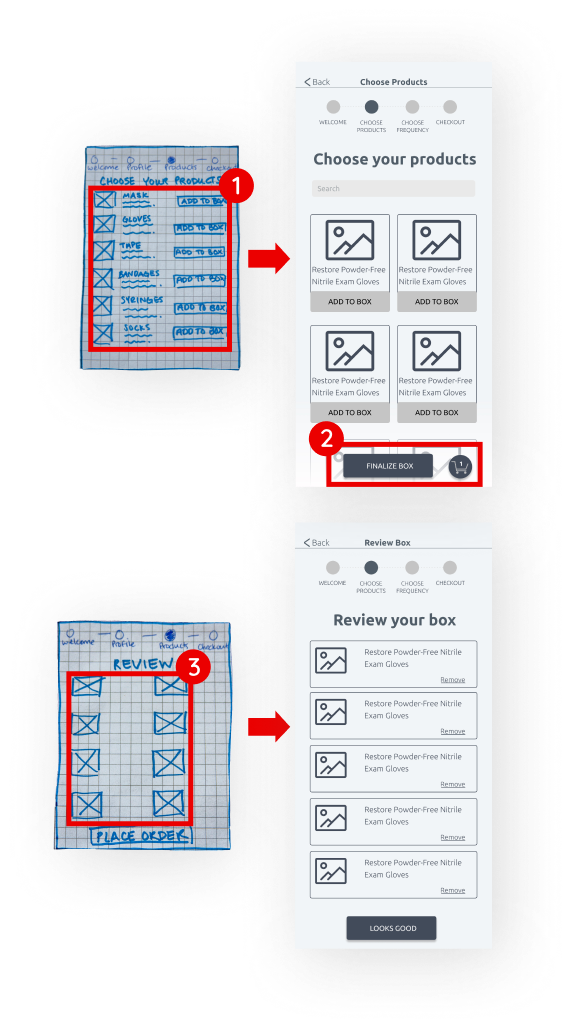 welcome Profile Products Checkout
CHOOSE YOUR PRODUCTS
1
MASK
ADD TO BOX
GLOVES
ADD TO BOX
TAPE
ADD TO BOX
BANDAGES
ADD TO BOX
SYRINGES
ADD TO BOX
SOCKS
ADD TO BOX
Back
Choose Products
WELCOME
CHOOSE
PRODUCTS
CHOOSE
FREQUENCY
CHECKOUT
Choose your products
Search
Restore Powder-Free
Nitrile Exam Gloves
ADD TO BOX
Restore Powder-Free
Nitrile Exam Gloves
ADD TO BOX
Restore Powder-Free
Nitrile Exam Gloves
ADD TO BOX
Restore Powder-Free
Nitrile Exam Gloves
ADD TO BOX
2
FINALIZE BOX
1
welcome Profile Products Checkout
REVIEW
3
PLACE ORDER
Back
Review Box
WELCOME
CHOOSE
PRODUCTS
CHOOSE
FREQUENCY
CHECKOUT
Review your box
Restore Powder-Free Nitrile
Exam Gloves
Remove
Restore Powder-Free Nitrile
Exam Gloves
Remove
Restore Powder-Free Nitrile
Exam Gloves
Remove
Restore Powder-Free Nitrile
Exam Gloves
Remove
Restore Powder-Free Nitrile
Exam Gloves
Remove
LOOKS GOOD